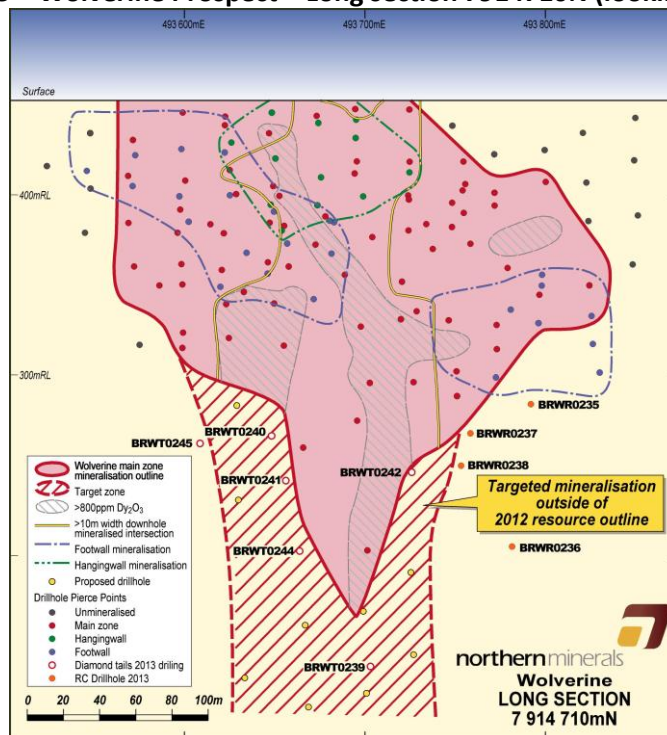 493 600mE
493 700mE
493 800mE
Surface
400mRL
300mRL
BRWR0235
BRWR0237
BRWR0238
BRWR0236
BRWT0245
BRWT0240
BRWT0241
BRWT0242
BRWT0244
BRWT0239
Targeted mineralisation
outside of
2012 resource outline
Wolverine main zone
mineralisation outline
Target zone
>800ppm Dy₂O₃
>10m width downhole
mineralised intersection
Footwall mineralisation
Hangingwall mineralisation
Proposed drillhole
Drillhole Pierce Points
Unmineralised
Main zone
Hangingwall
Footwall
Diamond tails 2013 driling
RC Drillhole 2013
0 20 40 60 80 100m
northernminerals
Wolverine
LONG SECTION
7 914 710mN